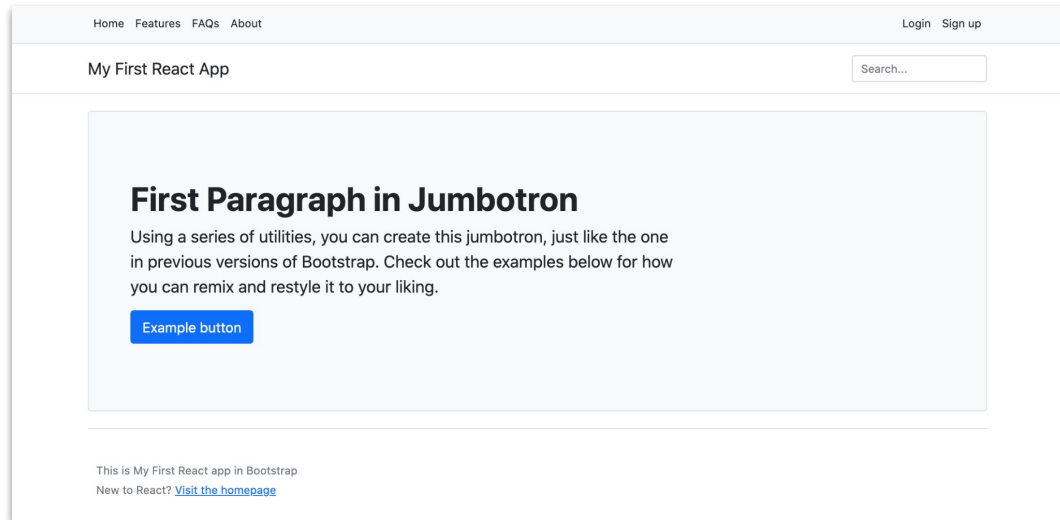 Home Features FAQs About Login Sign up
My First React App Search...
First Paragraph in Jumbotron
Using a series of utilities, you can create this jumbotron, just like the one
in previous versions of Bootstrap. Check out the examples below for how
you can remix and restyle it to your liking.
Example button
This is My First React app in Bootstrap
New to React? Visit the homepage